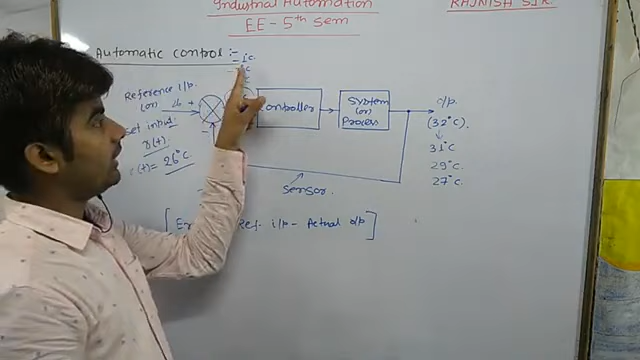 Industrial Automation
EE - 5th Sem
RAJNISH SIR.
Automatic control :-
Reference i/p.
(or)
set input.
r(t).
r(t) = 26°c.
+
-
Controller
System
(or)
Process
o/p.
(32°c).
31°c
29°c.
27°c.
sensor.
Ref. i/p - Actual o/p]